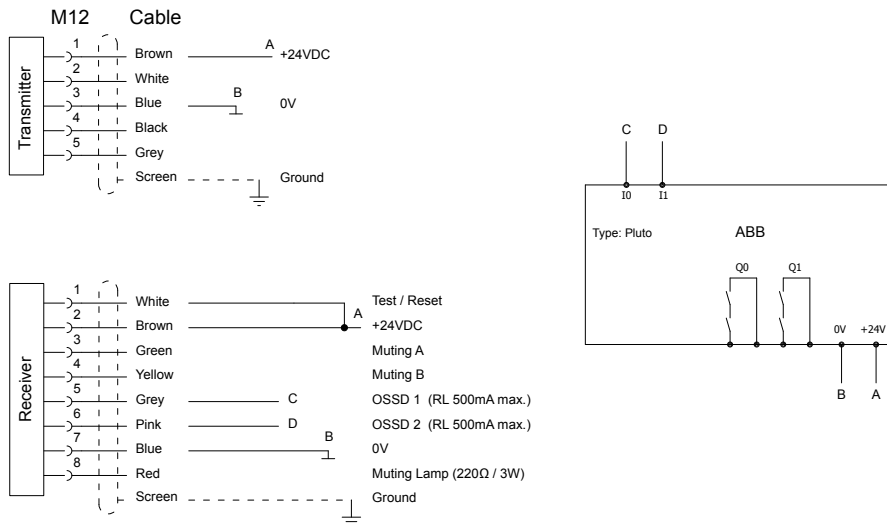 M12 Cable
Transmitter
1 Brown A +24VDC
2 White
3 Blue B 0V
4 Black
5 Grey
Screen Ground
Receiver
1 White Test / Reset
2 Brown A +24VDC
3 Green Muting A
4 Yellow Muting B
5 Grey C OSSD 1 (RL 500mA max.)
6 Pink D OSSD 2 (RL 500mA max.)
7 Blue B 0V
8 Red Muting Lamp (220Ω / 3W)
Screen Ground
C D
I0 I1
Type: Pluto ABB
Q0 Q1
0V +24V
B A